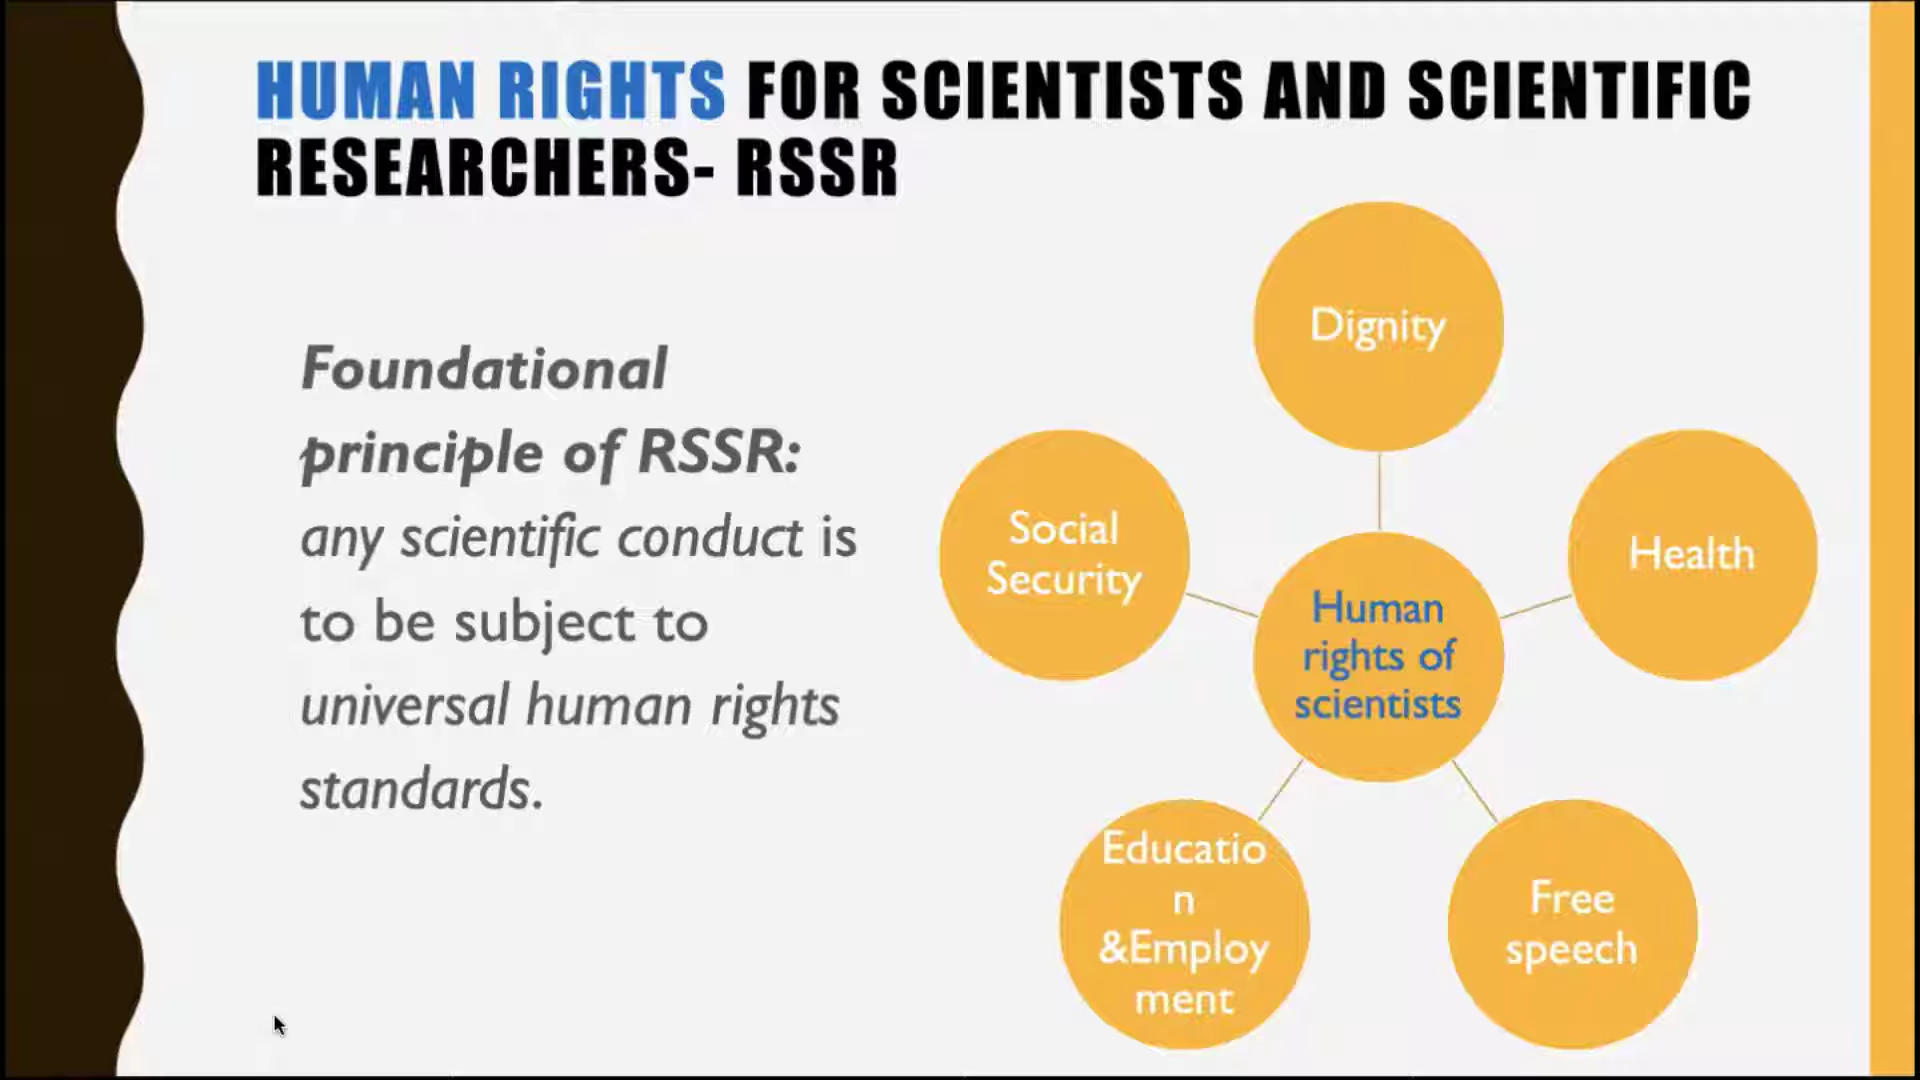 HUMAN RIGHTS FOR SCIENTISTS AND SCIENTIFIC
RESEARCHERS- RSSR
Foundational
principle of RSSR:
any scientific conduct is
to be subject to
universal human rights
standards.
Dignity
Social
Security
Health
Human
rights of
scientists
Educatio
n
&Employ
ment
Free
speech